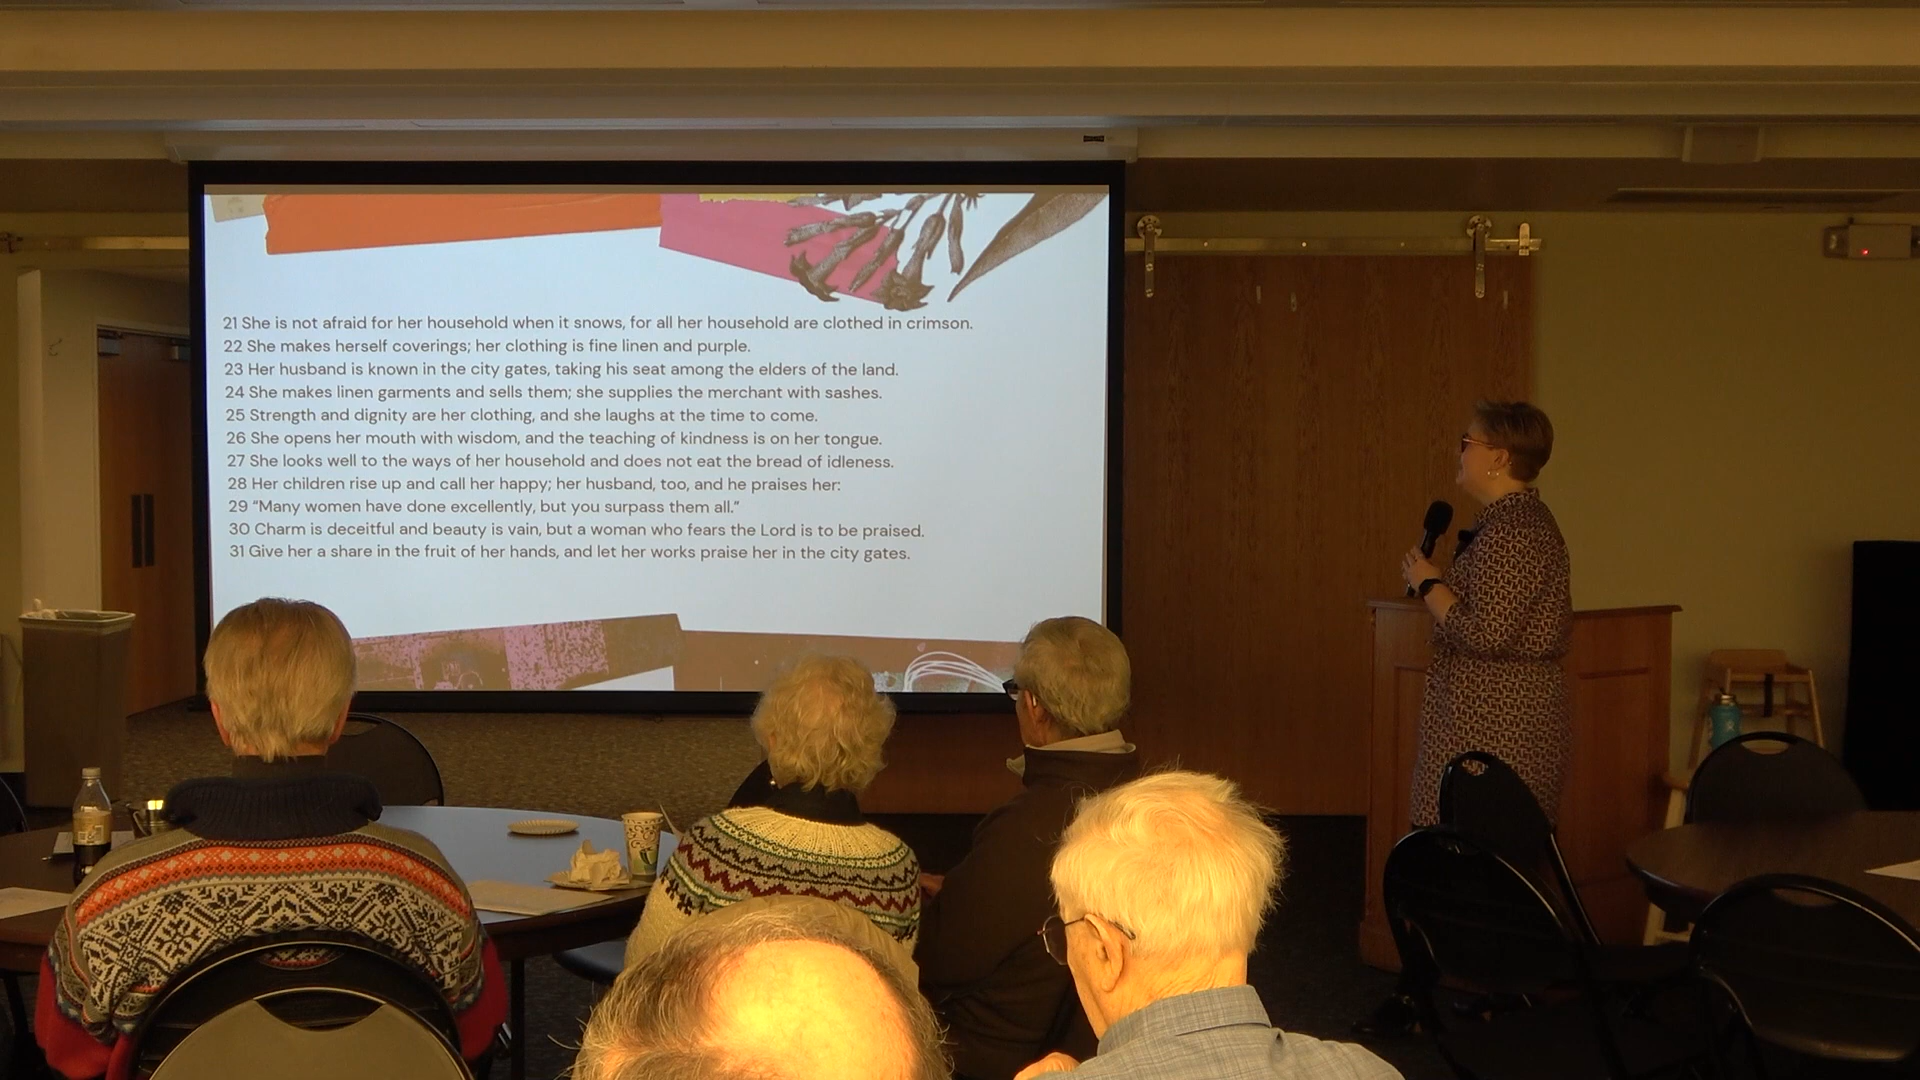 21 She is not afraid for her household when it snows, for all her household are clothed in crimson.
22 She makes herself coverings; her clothing is fine linen and purple.
23 Her husband is known in the city gates, taking his seat among the elders of the land.
24 She makes linen garments and sells them; she supplies the merchant with sashes.
25 Strength and dignity are her clothing, and she laughs at the time to come.
26 She opens her mouth with wisdom, and the teaching of kindness is on her tongue.
27 She looks well to the ways of her household and does not eat the bread of idleness.
28 Her children rise up and call her happy; her husband, too, and he praises her:
29 “Many women have done excellently, but you surpass them all.”
30 Charm is deceitful and beauty is vain, but a woman who fears the Lord is to be praised.
31 Give her a share in the fruit of her hands, and let her works praise her in the city gates.